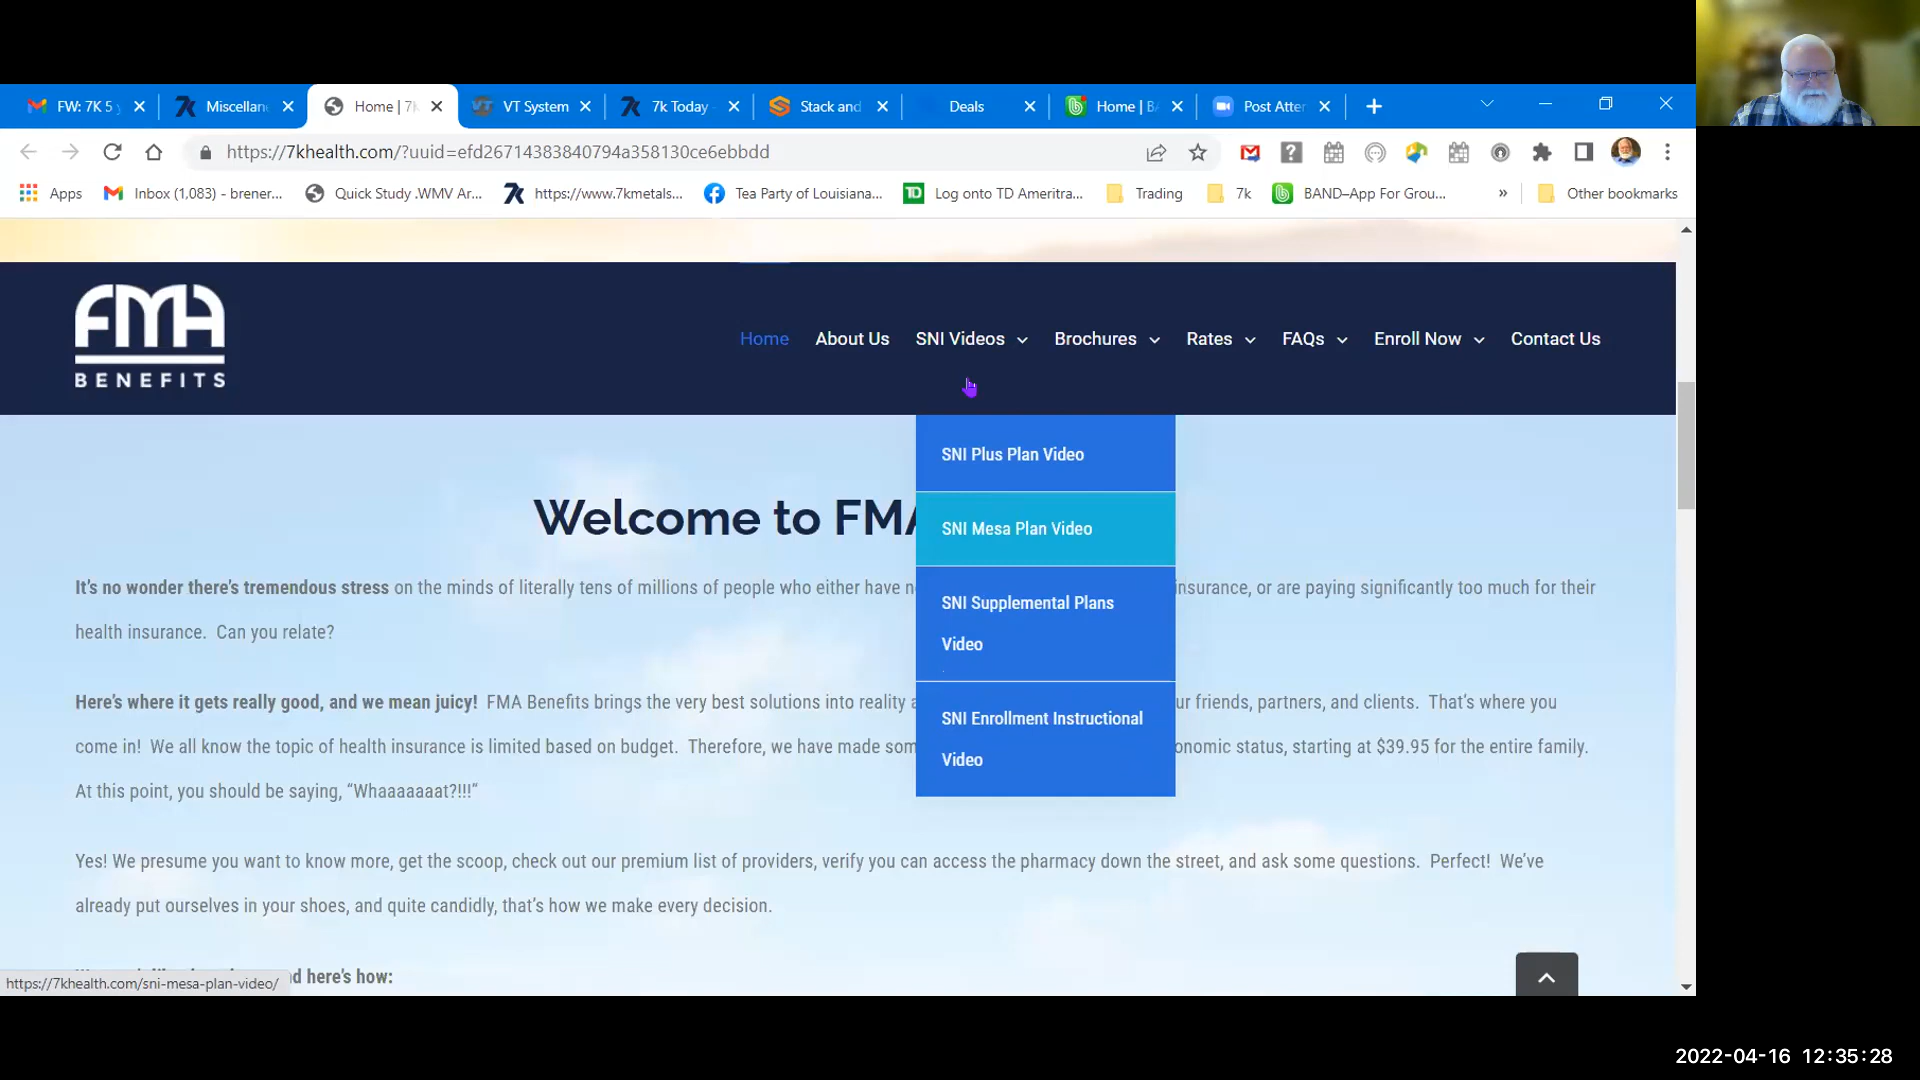 FW: 7K 5 y
Miscellan
Home | 7
VT System
7k Today
Stack and
Deals
Home | B
Post Atter
https://7khealth.com/?uuid=efd26714383840794a358130ce6ebbdd
Apps
Inbox (1,083) - brener...
Quick Study .WMV Ar...
https://www.7kmetals...
Tea Party of Louisiana...
TD
Log onto TD Ameritra...
Trading
7k
BAND–App For Grou...
»
Other bookmarks
FMA
BENEFITS
Home
About Us
SNI Videos
Brochures
Rates
FAQs
Enroll Now
Contact Us
SNI Plus Plan Video
SNI Mesa Plan Video
SNI Supplemental Plans
Video
SNI Enrollment Instructional
Video
Welcome to FMA
It's no wonder there's tremendous stress on the minds of literally tens of millions of people who either have insurance, or are paying significantly too much for their
health insurance. Can you relate?
Here's where it gets really good, and we mean juicy! FMA Benefits brings the very best solutions into reality friends, partners, and clients. That's where you
come in! We all know the topic of health insurance is limited based on budget. Therefore, we have made status, starting at $39.95 for the entire family.
At this point, you should be saying, “Whaaaaaaat?!!!“
Yes! We presume you want to know more, get the scoop, check out our premium list of providers, verify you can access the pharmacy down the street, and ask some questions. Perfect! We've
already put ourselves in your shoes, and quite candidly, that's how we make every decision.
here's how:
https://7khealth.com/sni-mesa-plan-video/
2022-04-16 12:35:28